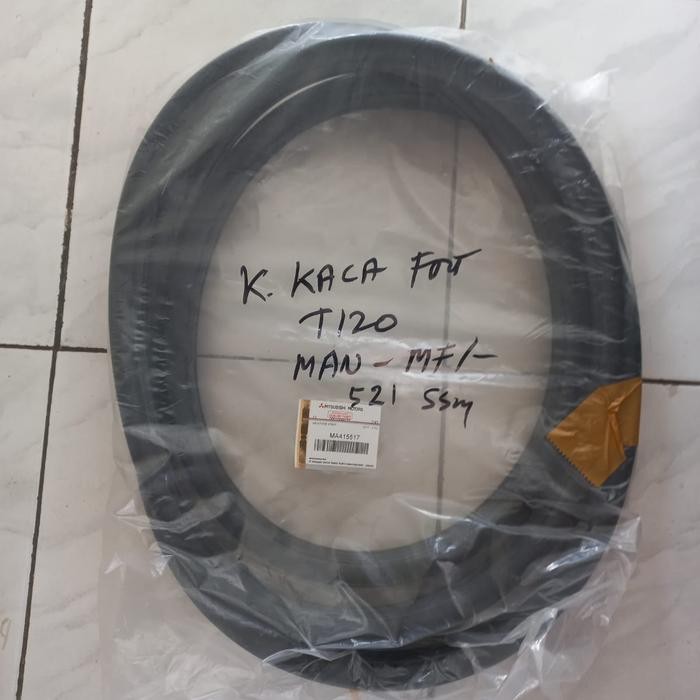 K. KACA FOT
T120
MAN - MF/-
521 SSM
MITSUBISHI MOTORS
MA415517